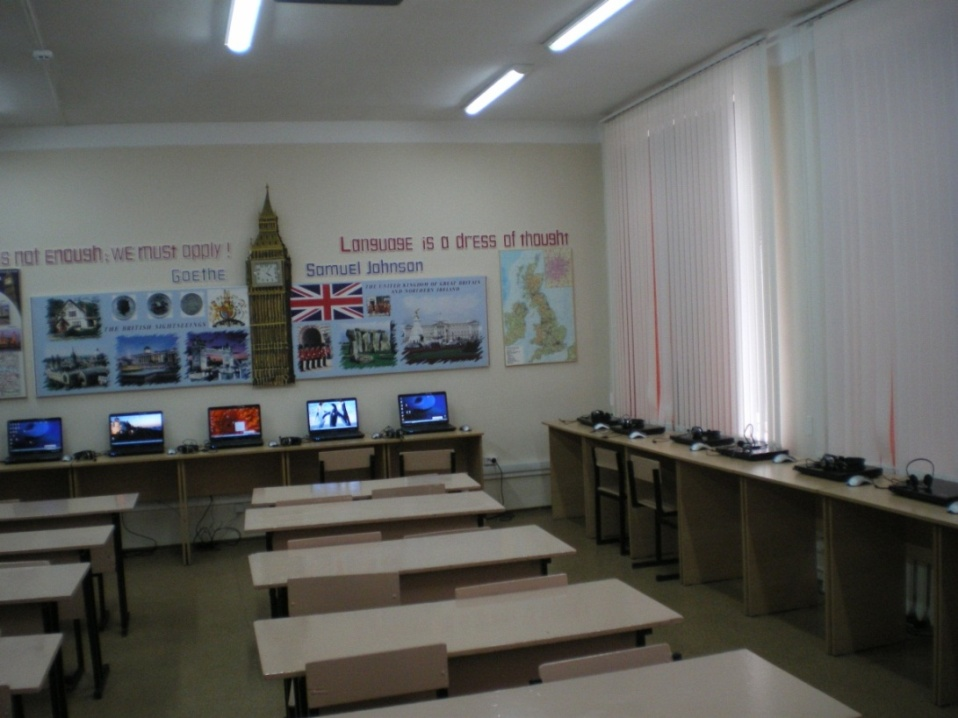 s not enough; we must apply!
Goethe
Language is a dress of thought
Samuel Johnson
THE BRITISH SIGHTSEEINGS
THE UNITED KINGDOM OF GREAT BRITAIN
AND NORTHERN IRELAND